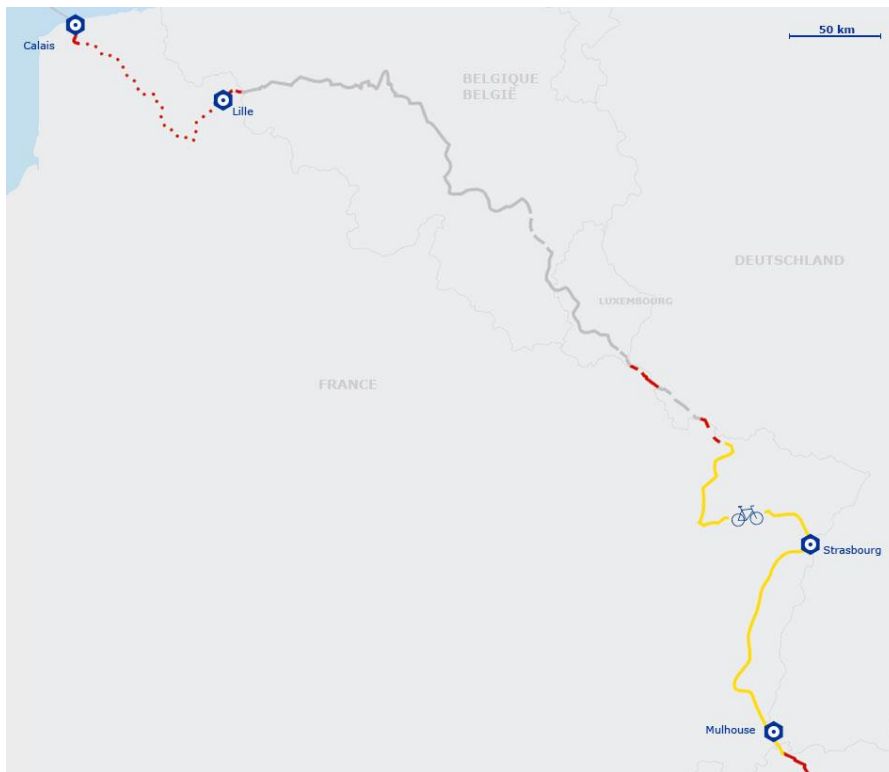 50 km
Calais
BELGIQUE
BELGIË
Lille
DEUTSCHLAND
LUXEMBOURG
FRANCE
Strasbourg
Mulhouse